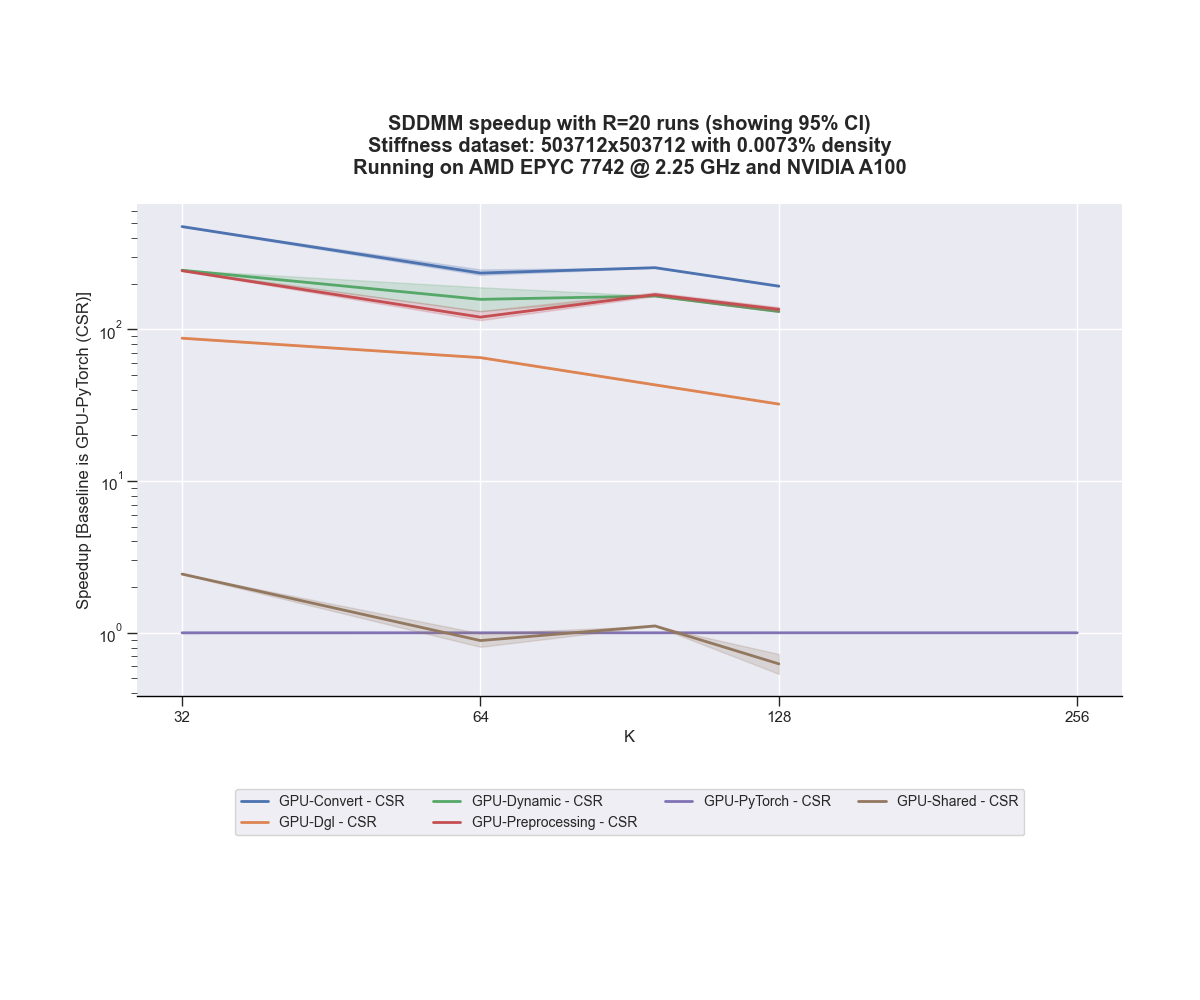 SDDMM speedup with R=20 runs (showing 95% CI)
Stiffness dataset: 503712x503712 with 0.0073% density
Running on AMD EPYC 7742 @ 2.25 GHz and NVIDIA A100
Speedup [Baseline is GPU-PyTorch (CSR)]
10^2
10^1
10^0
32 64 128 256
K
GPU-Convert - CSR GPU-Dynamic - CSR GPU-PyTorch - CSR GPU-Shared - CSR
GPU-Dgl - CSR GPU-Preprocessing - CSR